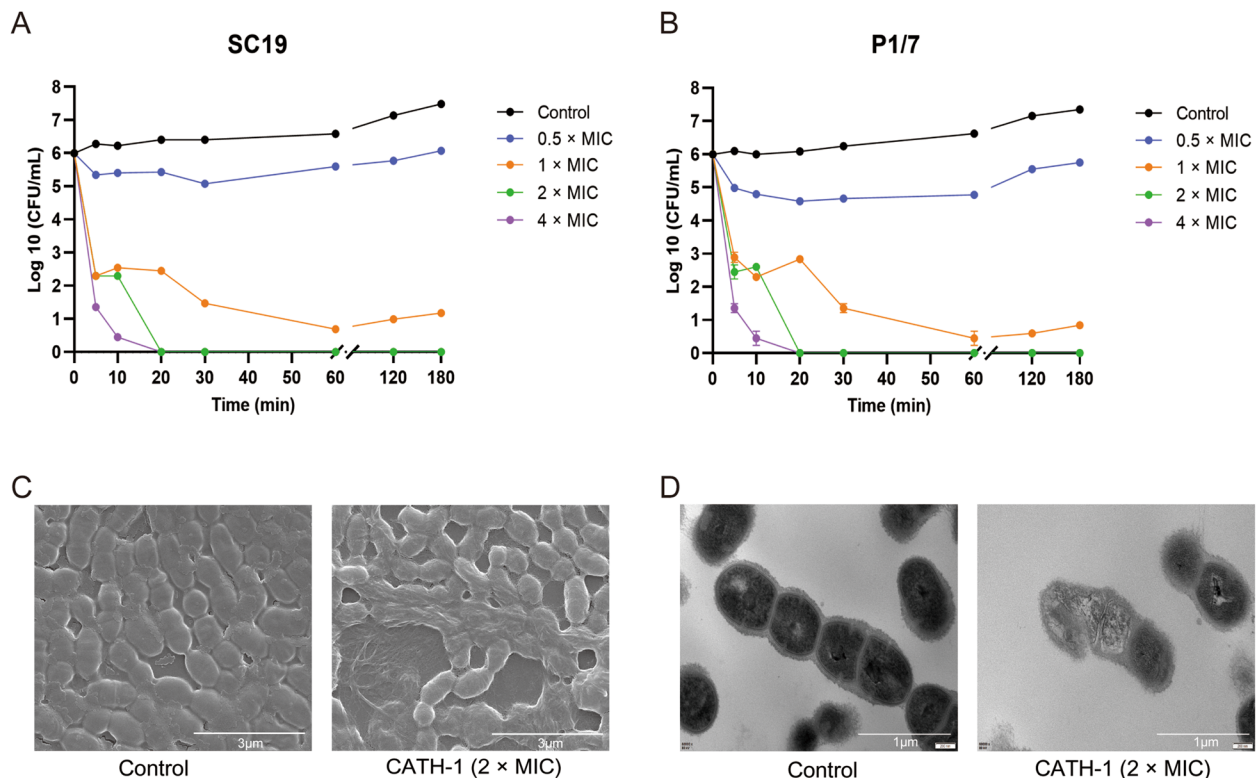 A
SC19
Log 10 (CFU/mL)
8
7
6
5
4
3
2
1
0
0 10 20 30 40 50 60 120 180
Time (min)
Control
0.5 × MIC
1 × MIC
2 × MIC
4 × MIC
B
P1/7
Log 10 (CFU/mL)
8
7
6
5
4
3
2
1
0
0 10 20 30 40 50 60 120 180
Time (min)
Control
0.5 × MIC
1 × MIC
2 × MIC
4 × MIC
C
3μm
3μm
Control
CATH-1 (2 × MIC)
D
1μm
1μm
Control
CATH-1 (2 × MIC)